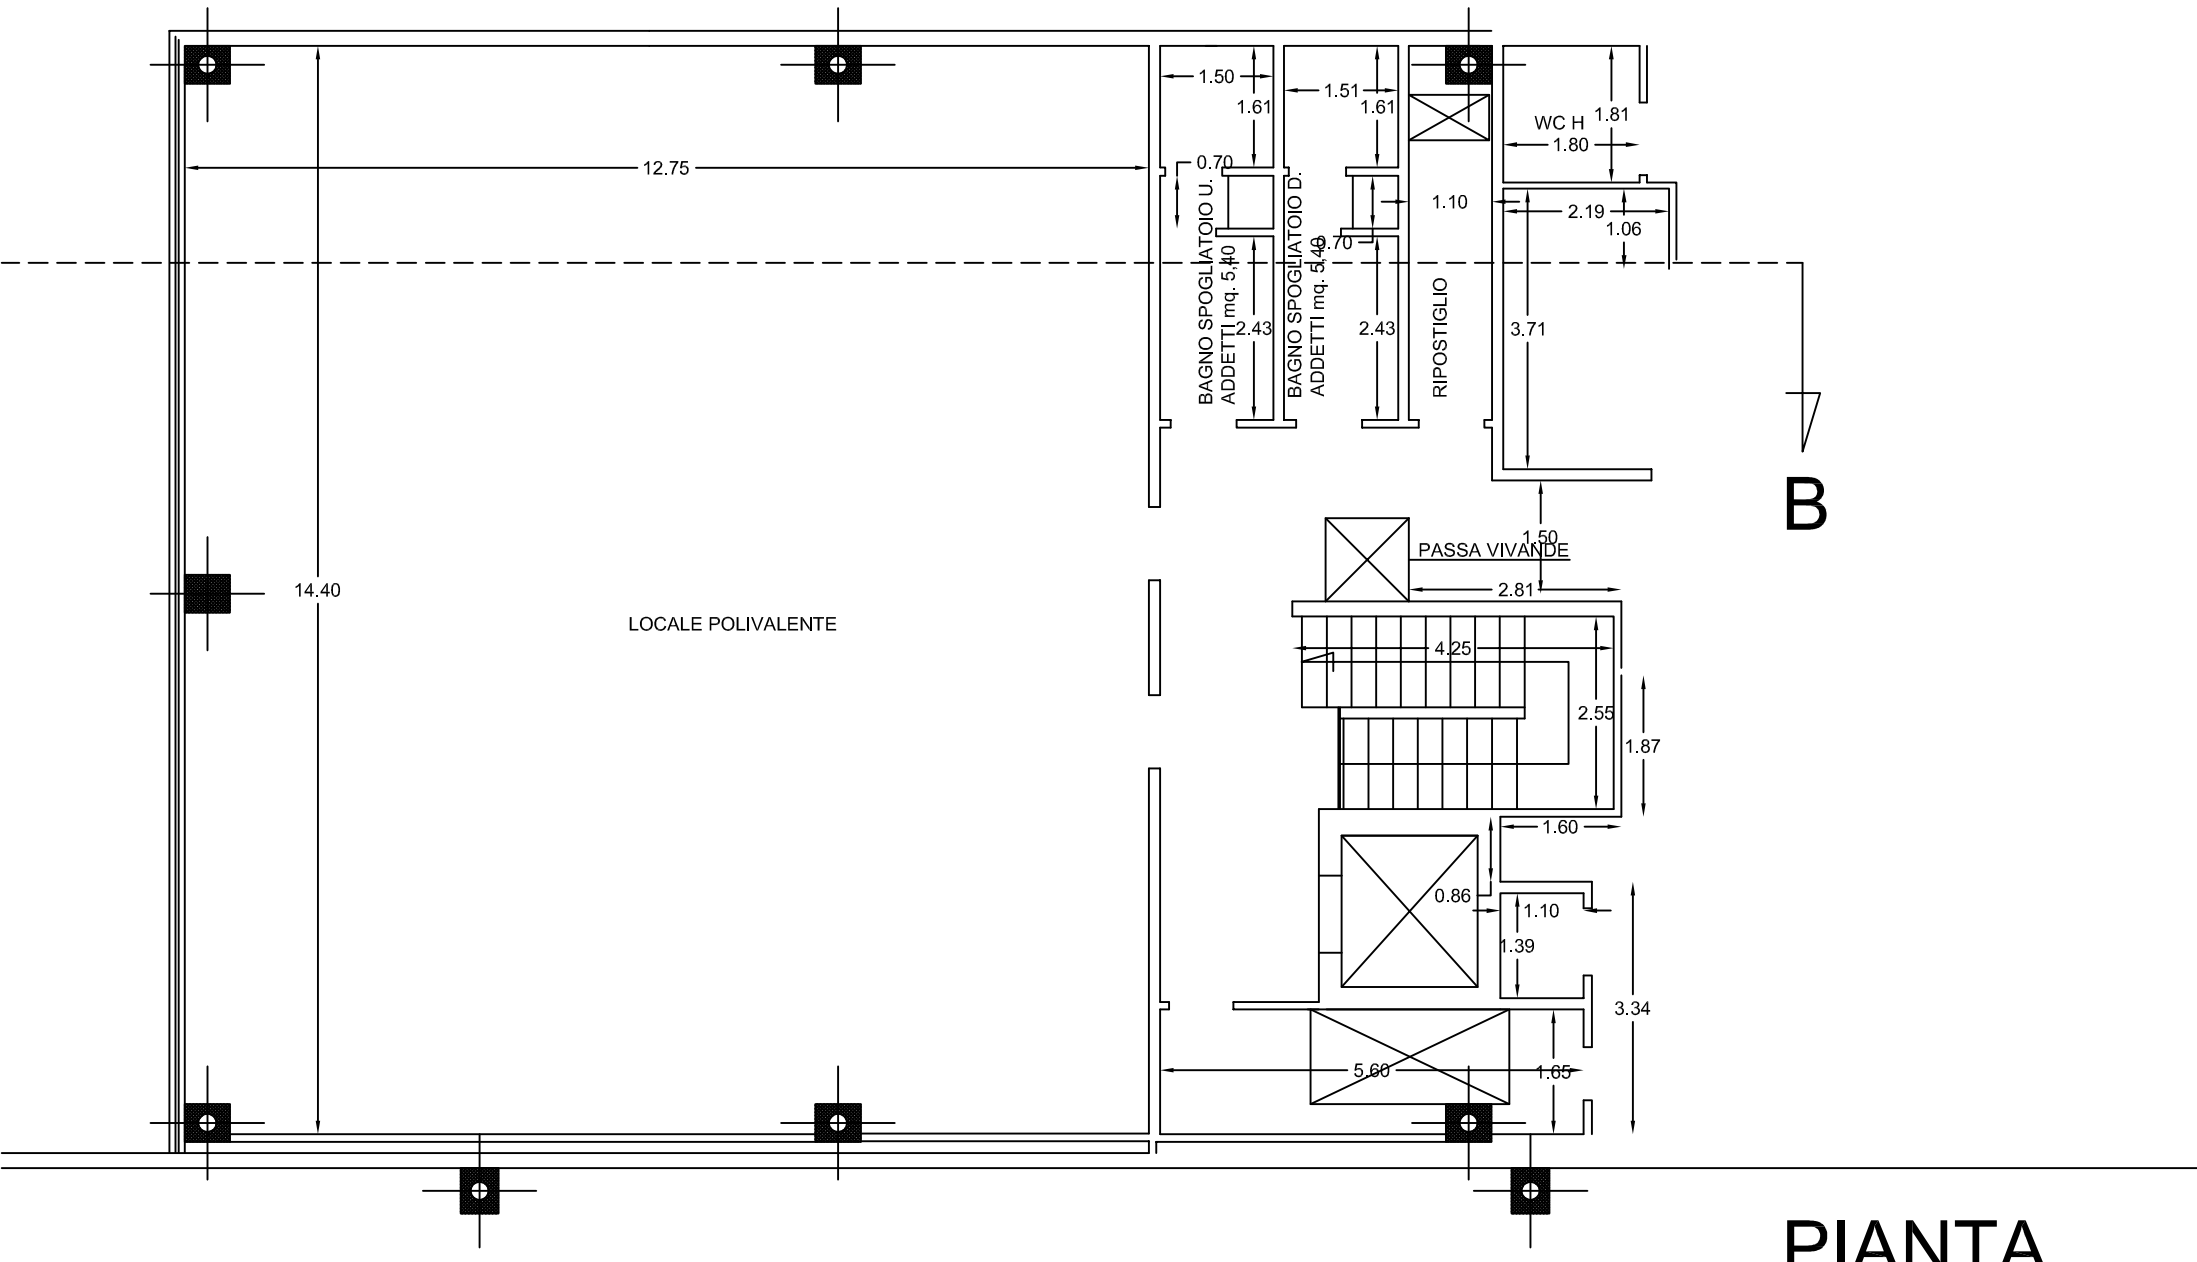 1.50
1.61
1.51
1.61
WC H
1.81
1.80
12.75
0.70
1.10
2.19
1.06
0.70
BAGNO SPOGLIATOIO U.
ADDETTI mq. 5,40
BAGNO SPOGLIATOIO D.
ADDETTI mq. 5,40
RIPOSTIGLIO
2.43
2.43
3.71
B
1.50
PASSA VIVANDE
2.81
14.40
LOCALE POLIVALENTE
4.25
2.55
1.87
1.60
0.86
1.10
1.39
3.34
5.60
1.65
PIANTA